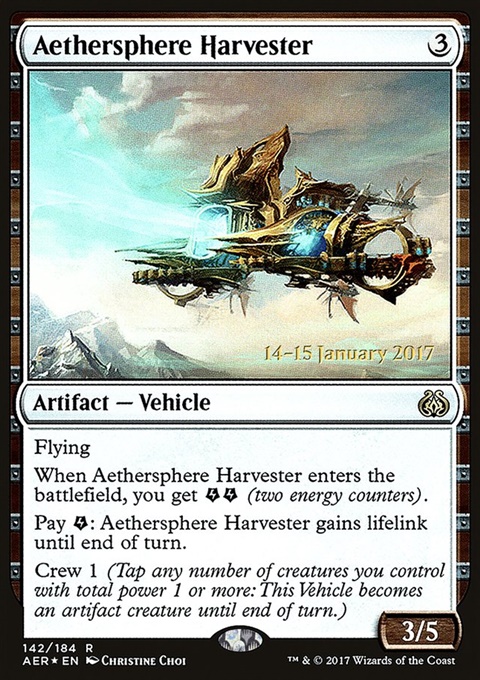 Aethersphere Harvester 3
14-15 January 2017
Artifact — Vehicle
Flying
When Aethersphere Harvester enters the
battlefield, you get (two energy counters).
Pay : Aethersphere Harvester gains lifelink
until end of turn.
Crew 1 (Tap any number of creatures you control
with total power 1 or more: This Vehicle becomes
an artifact creature until end of turn.)
3/5
142/184 R
AER★EN Christine Choi
™ & © 2017 Wizards of the Coast